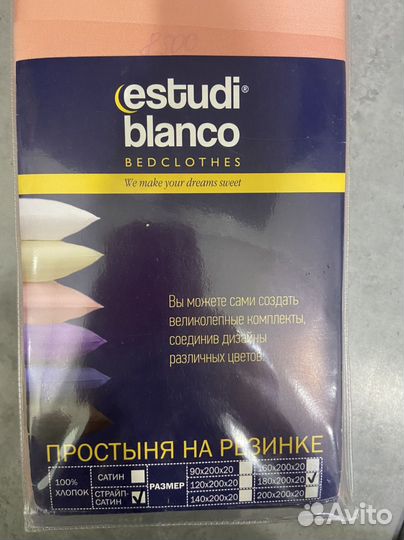 estudi®
blanco
BEDCLOTHES
We make your dreams sweet
Вы можете сами создать
великолепные комплекты,
соединив дизайны
различных цветов
ПРОСТЫНЯ НА РЕЗИНКЕ
100%
ХЛОПОК
САТИН
СТРАЙП-
САТИН
РАЗМЕР
90x200x20
120x200x20
140x200x20
160x200x20
180x200x20
200x200x20
Avito